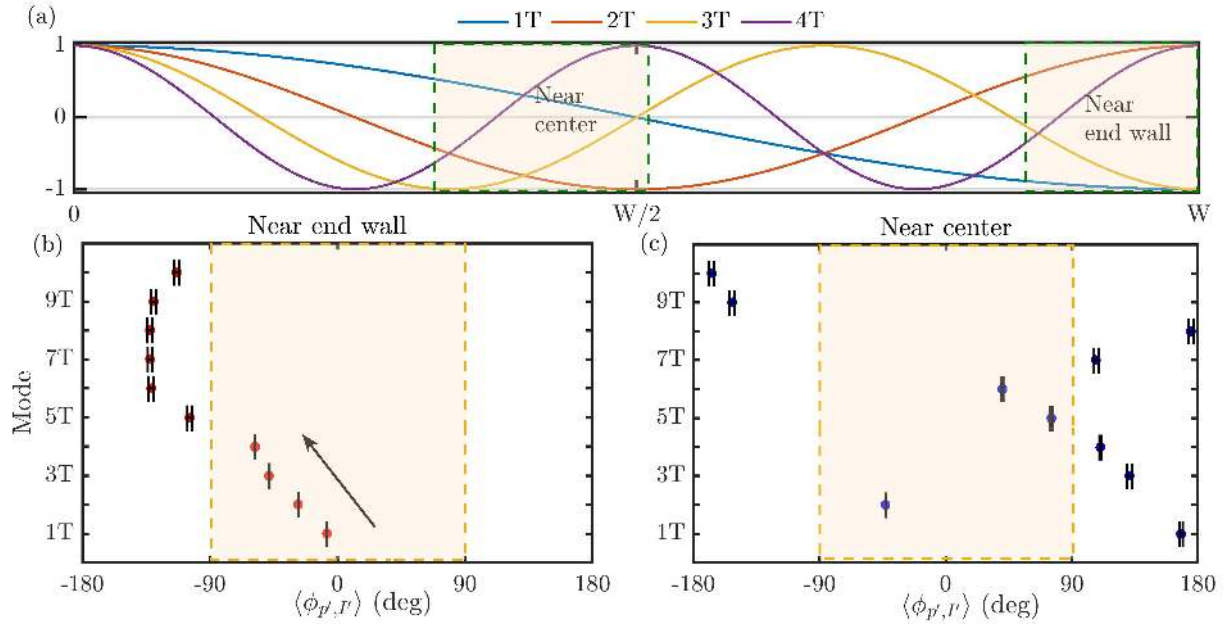 (a)
1T 2T 3T 4T
1
0
-1
Near
center
Near
end wall
0 W/2 W
(b) Near end wall
Mode
9T
7T
5T
3T
1T
-180 -90 0 90 180
⟨ϕp′,I′⟩ (deg)
(c) Near center
9T
7T
5T
3T
1T
-180 -90 0 90 180
⟨ϕp′,I′⟩ (deg)